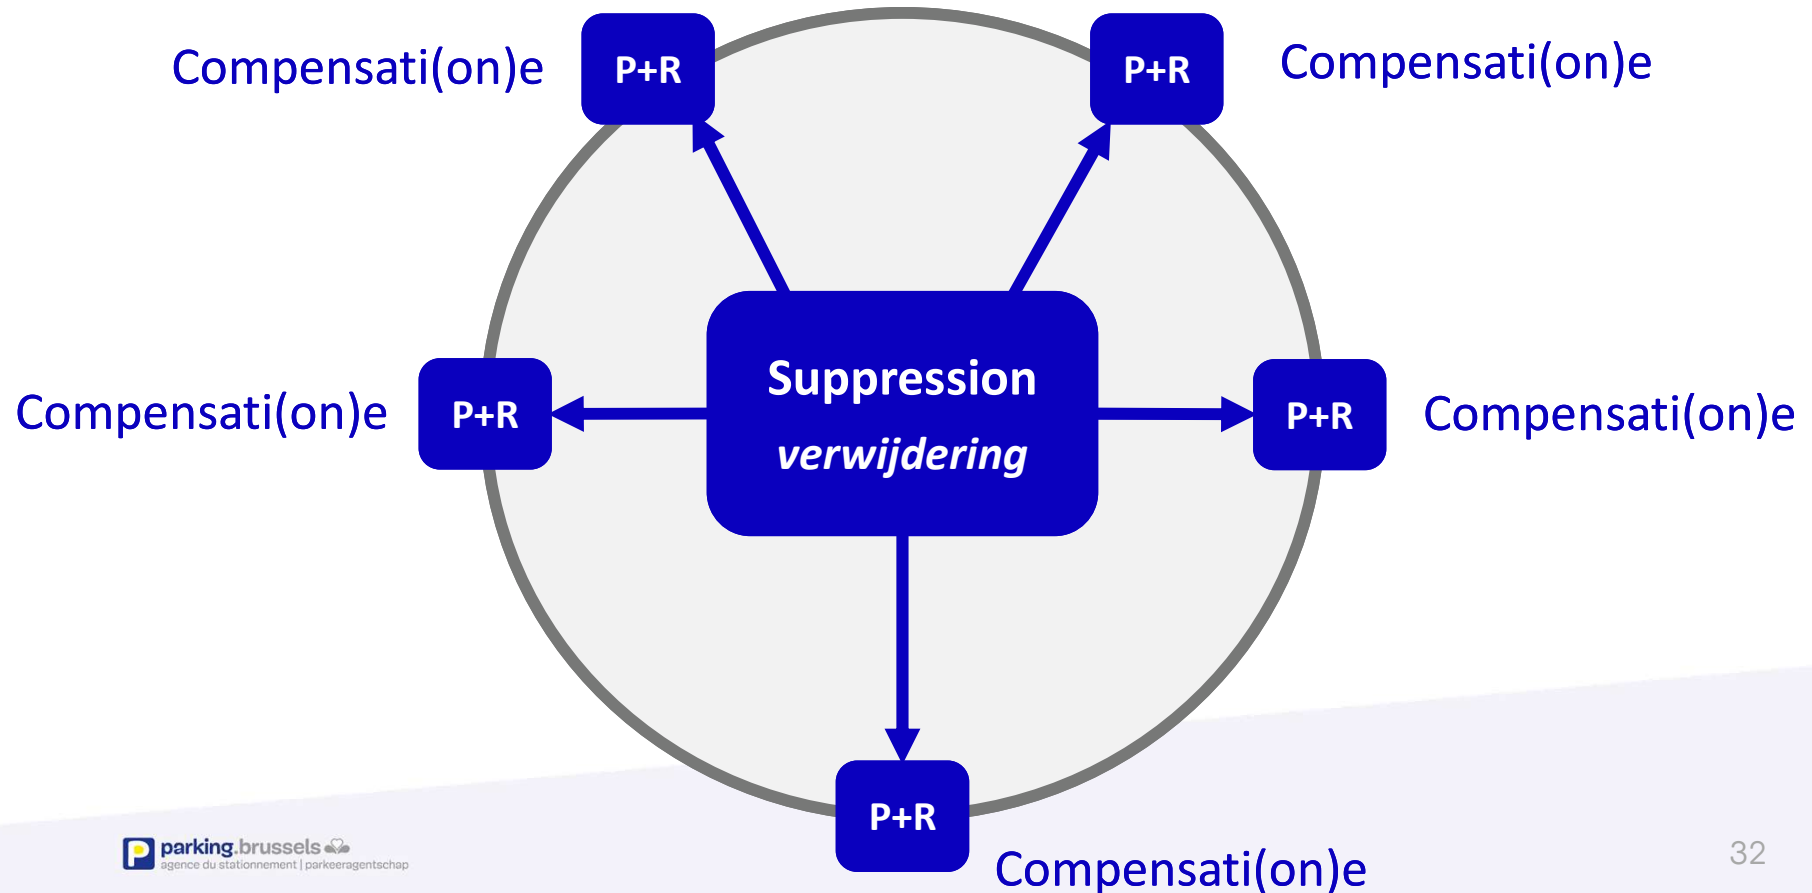 Compensati(on)e
P+R
P+R
Compensati(on)e
Suppression
verwijdering
Compensati(on)e
P+R
P+R
Compensati(on)e
P+R
Compensati(on)e
P parking.brussels
agence du stationnement | parkeeragentschap
32